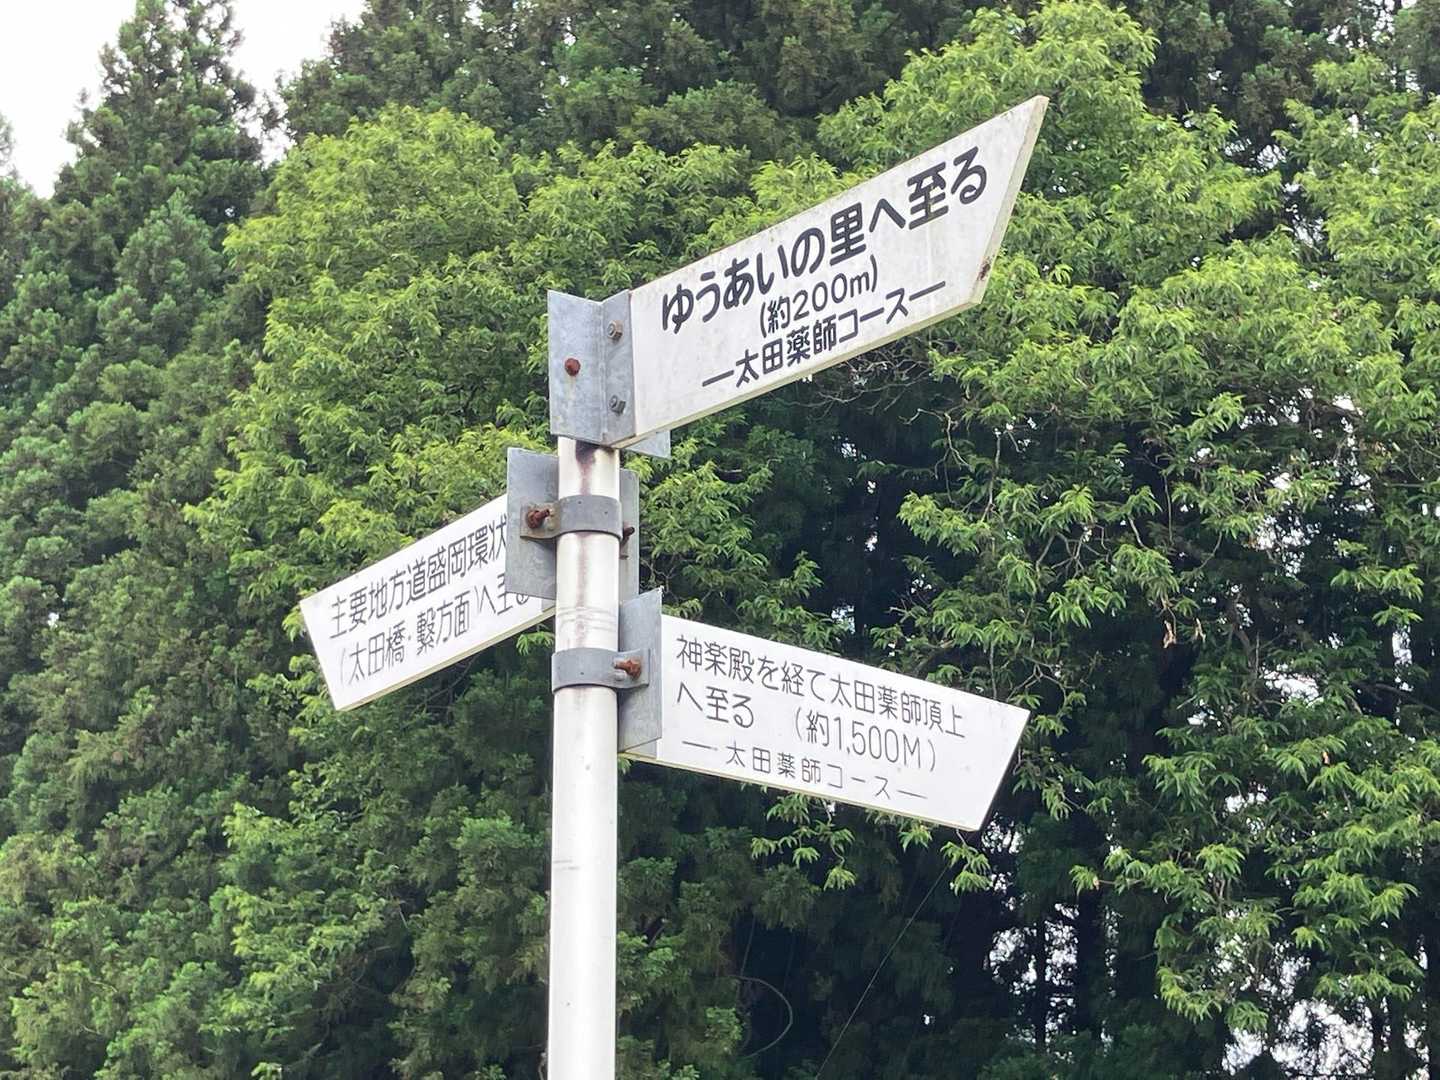 ゆうあいの里へ至る
(約200m)
―太田薬師コース―
主要地方道盛岡環状
(太田橋・繋方面)へ至る
神楽殿を経て太田薬師頂上
へ至る (約1,500M)
―太田薬師コース―